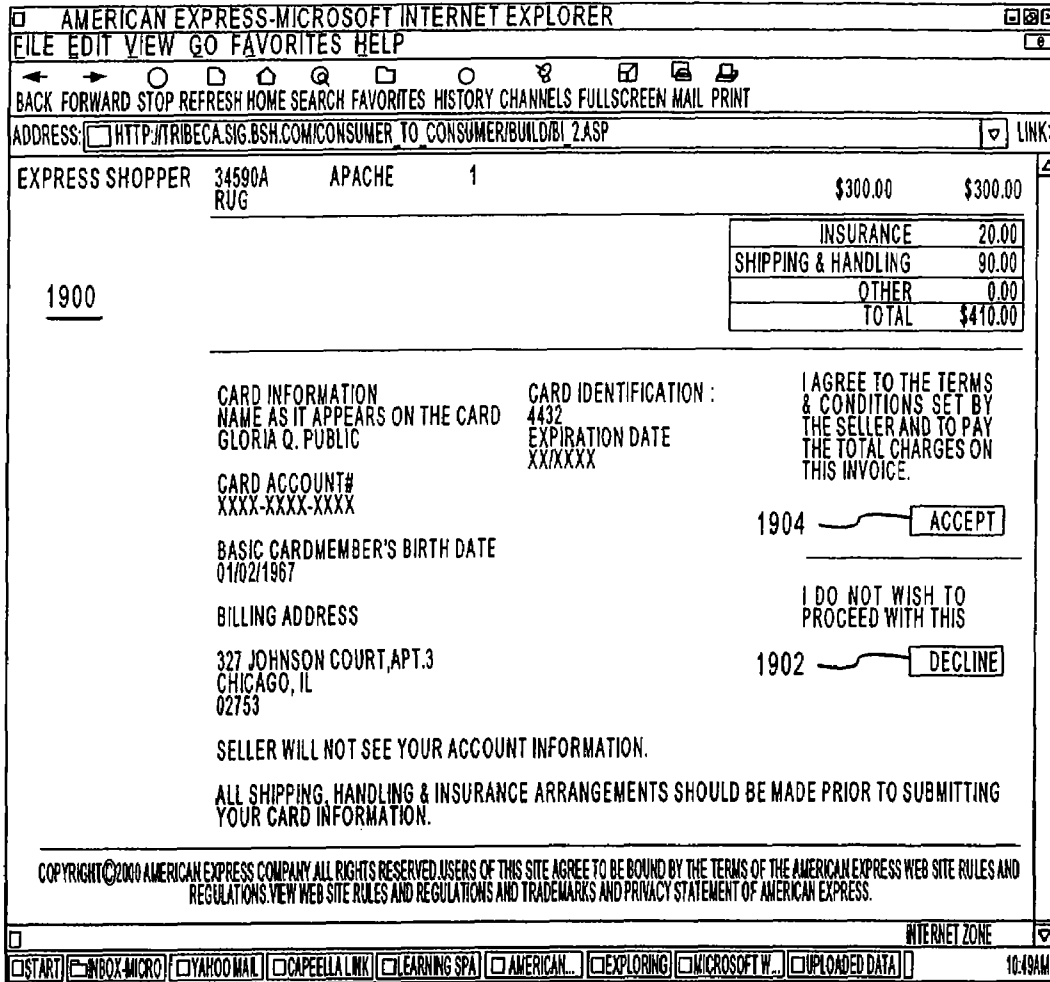 AMERICAN EXPRESS-MICROSOFT INTERNET EXPLORER
FILE EDIT VIEW GO FAVORITES HELP
BACK FORWARD STOP REFRESH HOME SEARCH FAVORITES HISTORY CHANNELS FULLSCREEN MAIL PRINT
ADDRESS: HTTP://TRIBECA.SIG.BSH.COM/CONSUMER_TO_CONSUMER/BUILD/BI_2.ASP LINKS
EXPRESS SHOPPER 34590A APACHE 1
RUG $300.00 $300.00
INSURANCE 20.00
SHIPPING & HANDLING 90.00
OTHER 0.00
TOTAL $410.00
1900
CARD INFORMATION
NAME AS IT APPEARS ON THE CARD
GLORIA Q. PUBLIC
CARD IDENTIFICATION :
4432
EXPIRATION DATE
XX/XXXX
I AGREE TO THE TERMS
& CONDITIONS SET BY
THE SELLER AND TO PAY
THE TOTAL CHARGES ON
THIS INVOICE.
CARD ACCOUNT#
XXXX-XXXX-XXXX
1904 ACCEPT
BASIC CARDMEMBER'S BIRTH DATE
01/02/1967
I DO NOT WISH TO
PROCEED WITH THIS
BILLING ADDRESS
1902 DECLINE
327 JOHNSON COURT,APT.3
CHICAGO, IL
02753
SELLER WILL NOT SEE YOUR ACCOUNT INFORMATION.
ALL SHIPPING, HANDLING & INSURANCE ARRANGEMENTS SHOULD BE MADE PRIOR TO SUBMITTING
YOUR CARD INFORMATION.
COPYRIGHT©2000 AMERICAN EXPRESS COMPANY ALL RIGHTS RESERVED.USERS OF THIS SITE AGREE TO BE BOUND BY THE TERMS OF THE AMERICAN EXPRESS WEB SITE RULES AND
REGULATIONS.VIEW WEB SITE RULES AND REGULATIONS AND TRADEMARKS AND PRIVACY STATEMENT OF AMERICAN EXPRESS.
INTERNET ZONE
START INBOX-MICRO YAHOO MAIL CAPEELLA LINK LEARNING SPA AMERICAN... EXPLORING MICROSOFT W... UPLOADED DATA 10:49AM